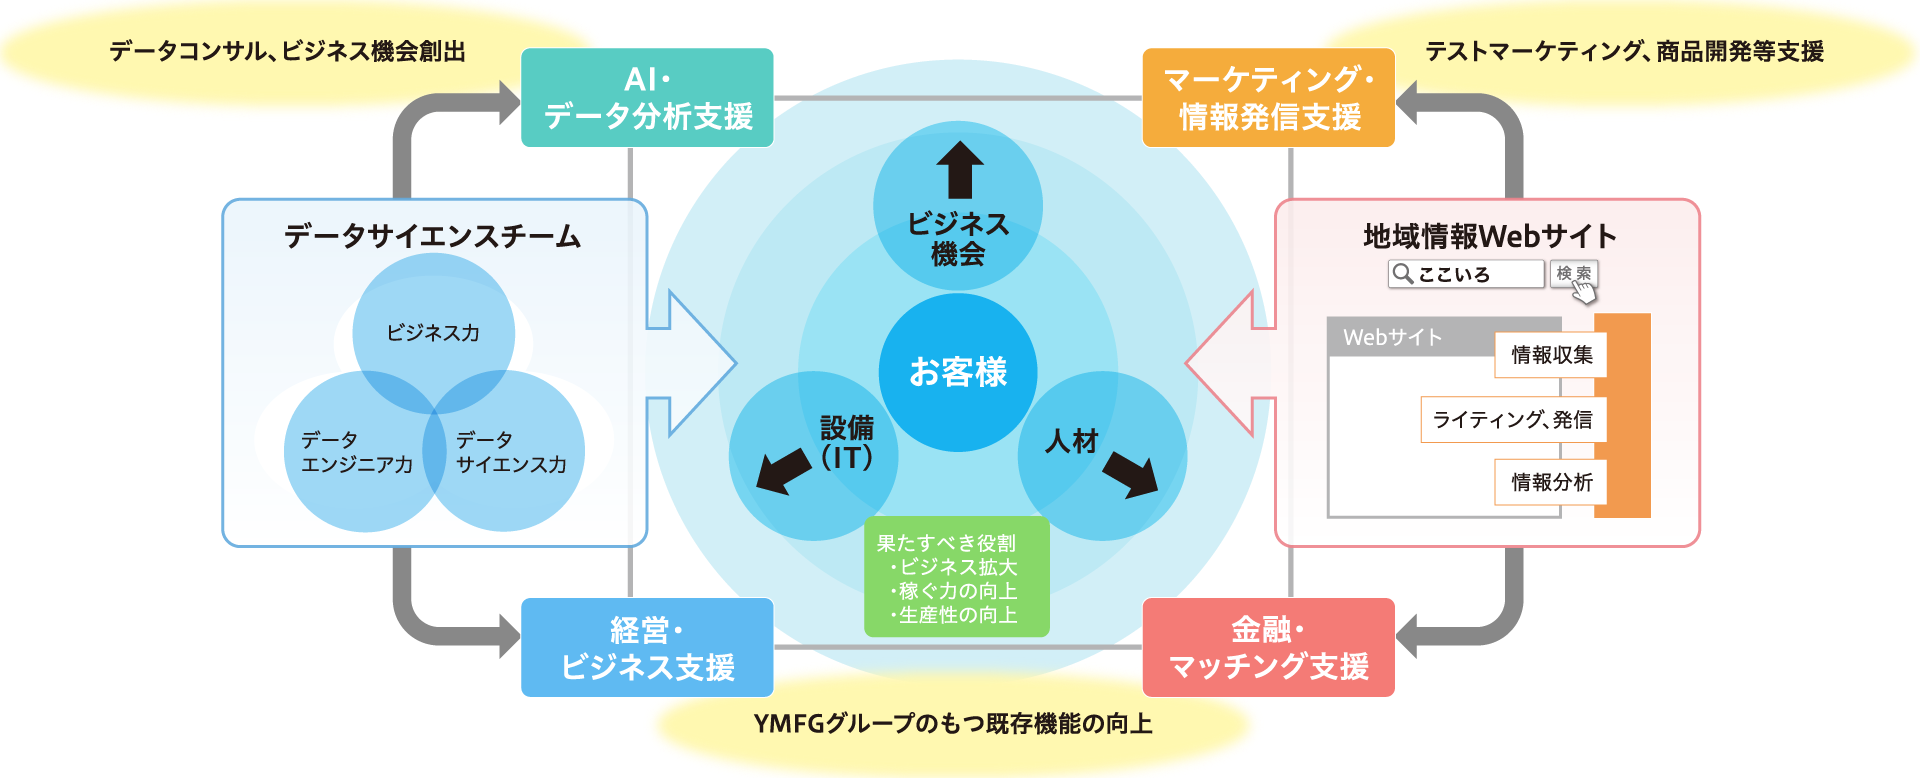 データコンサル、ビジネス機会創出
テストマーケティング、商品開発等支援
AI・
データ分析支援
マーケティング・
情報発信支援
データサイエンスチーム
ビジネス力
データ
エンジニア力
データ
サイエンス力
ビジネス
機会
お客様
設備
（IT）
人材
果たすべき役割
・ビジネス拡大
・稼ぐ力の向上
・生産性の向上
地域情報Webサイト
ここいろ
検索
Webサイト
情報収集
ライティング、発信
情報分析
経営・
ビジネス支援
金融・
マッチング支援
YMFGグループのもつ既存機能の向上